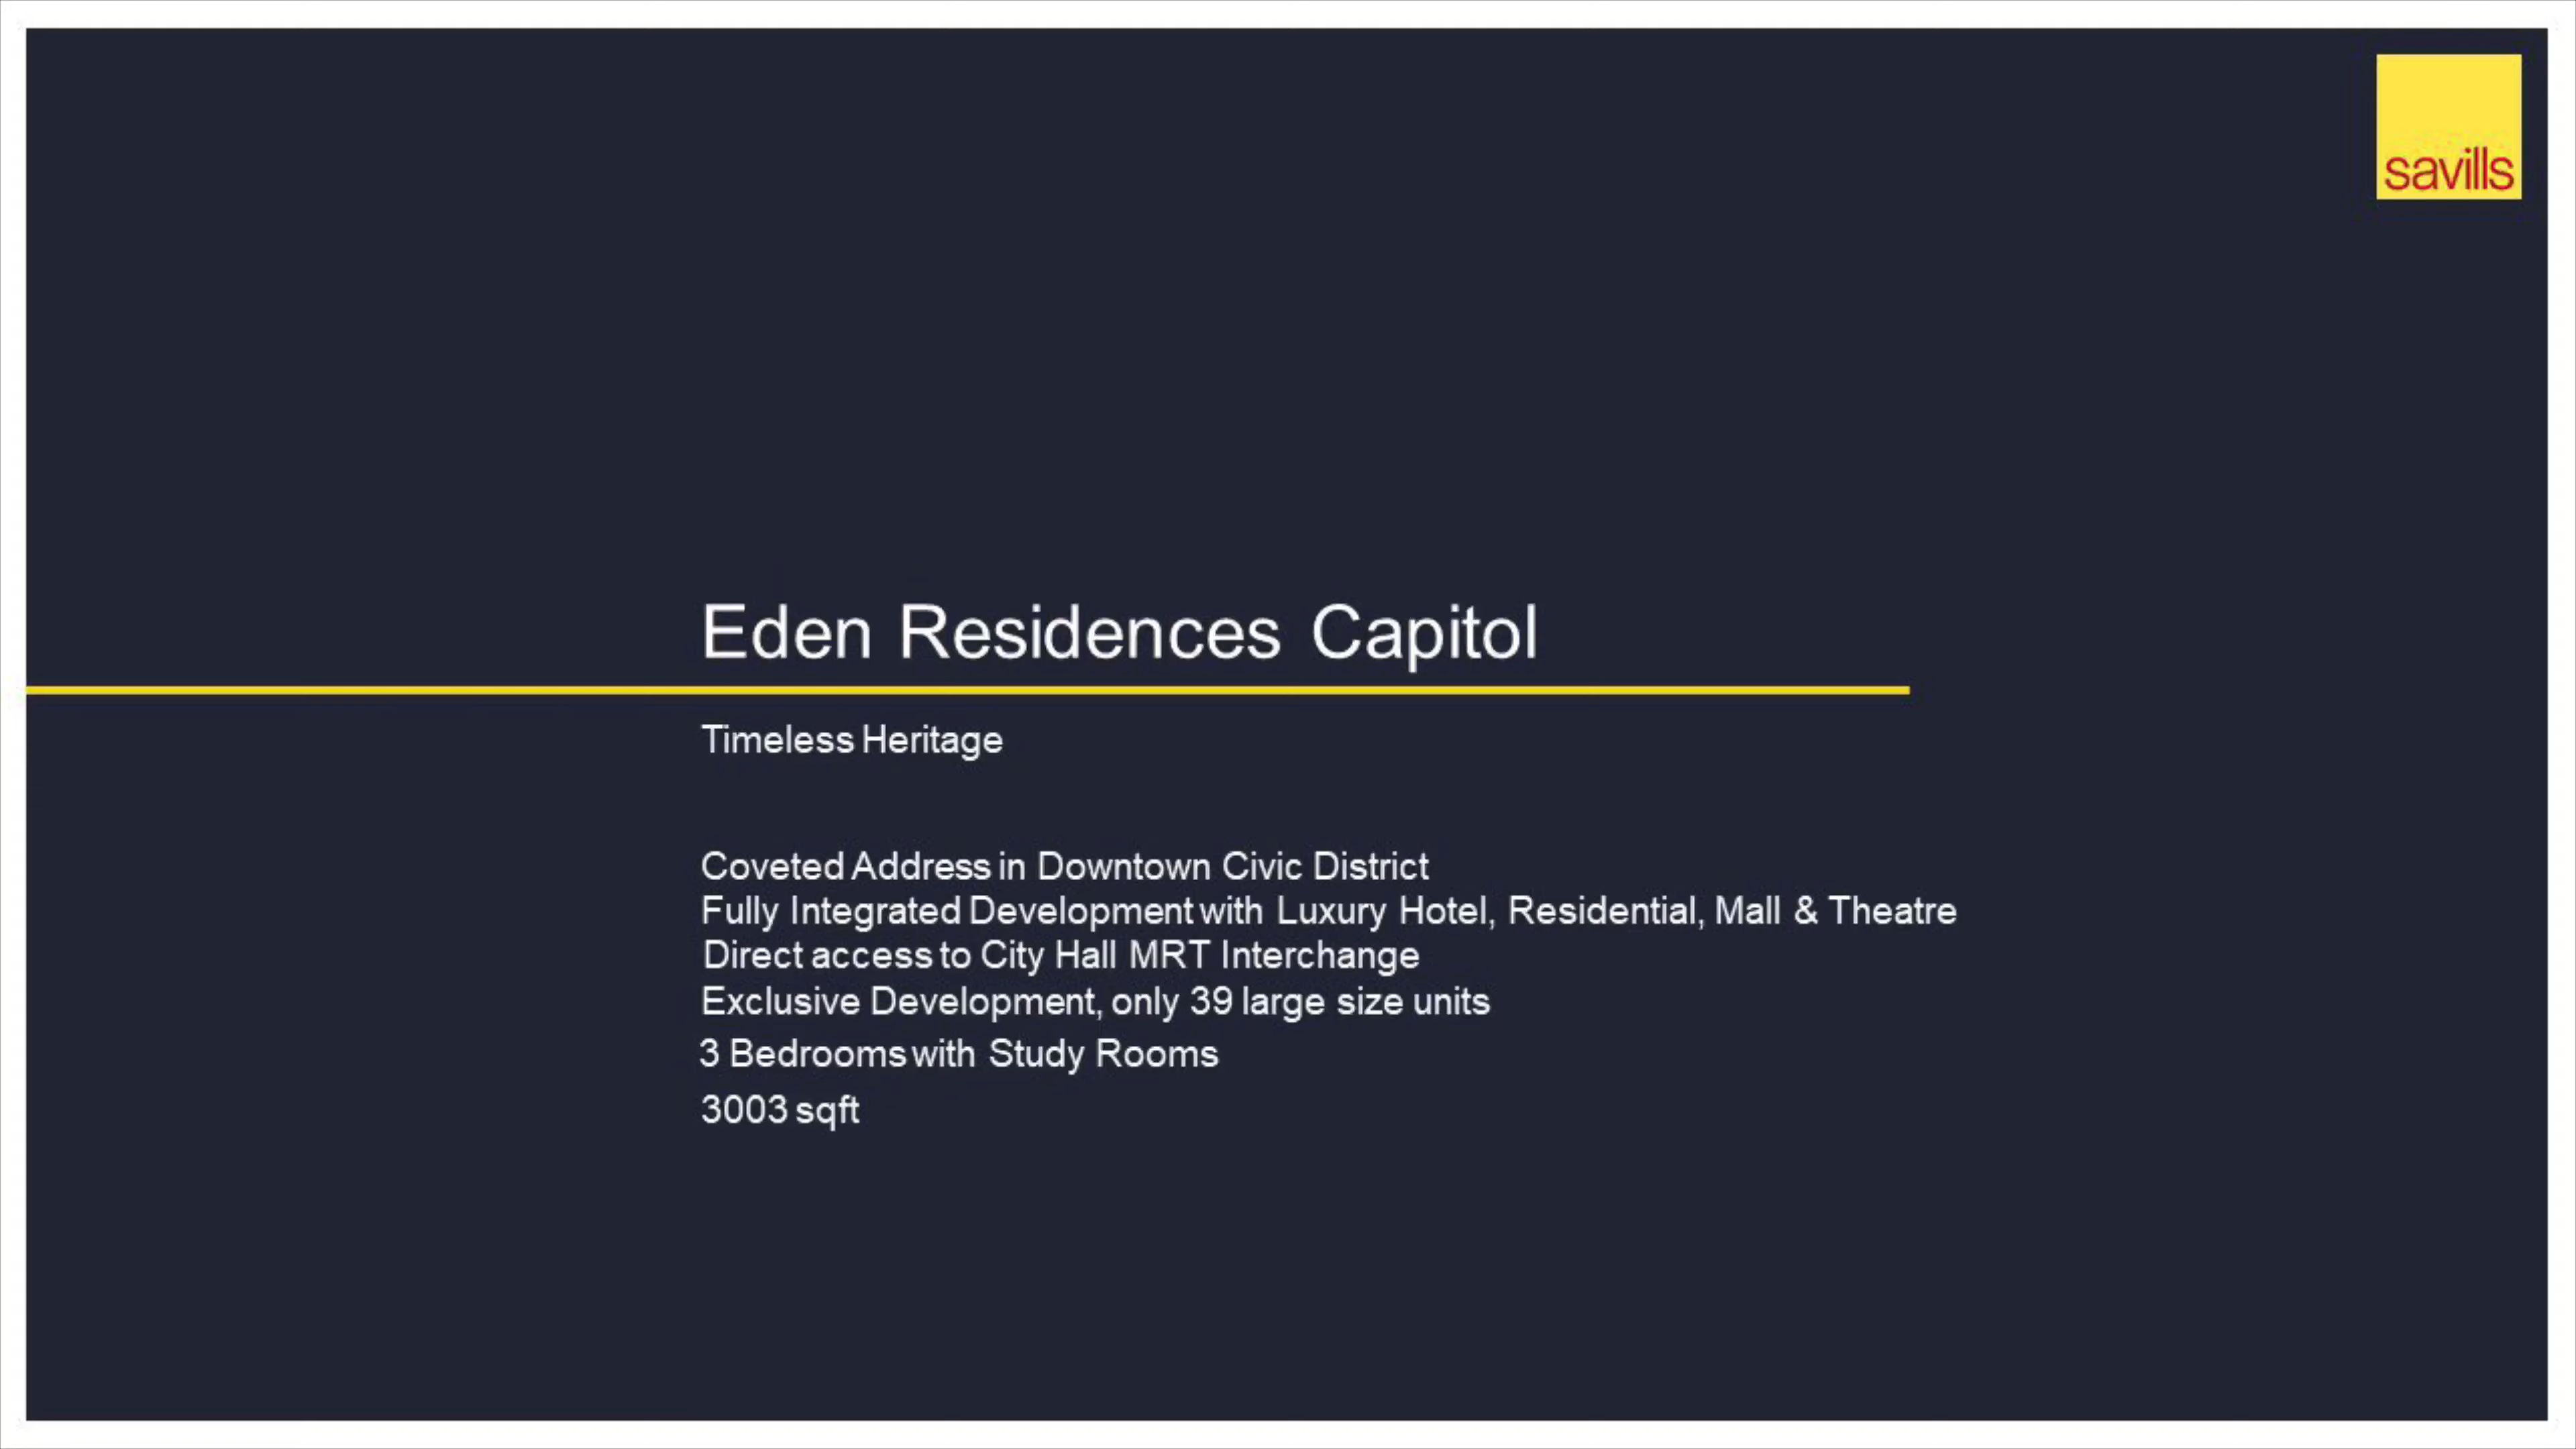 savills
Eden Residences Capitol
Timeless Heritage
Coveted Address in Downtown Civic District
Fully Integrated Development with Luxury Hotel, Residential, Mall & Theatre
Direct access to City Hall MRT Interchange
Exclusive Development, only 39 large size units
3 Bedrooms with Study Rooms
3003 sqft